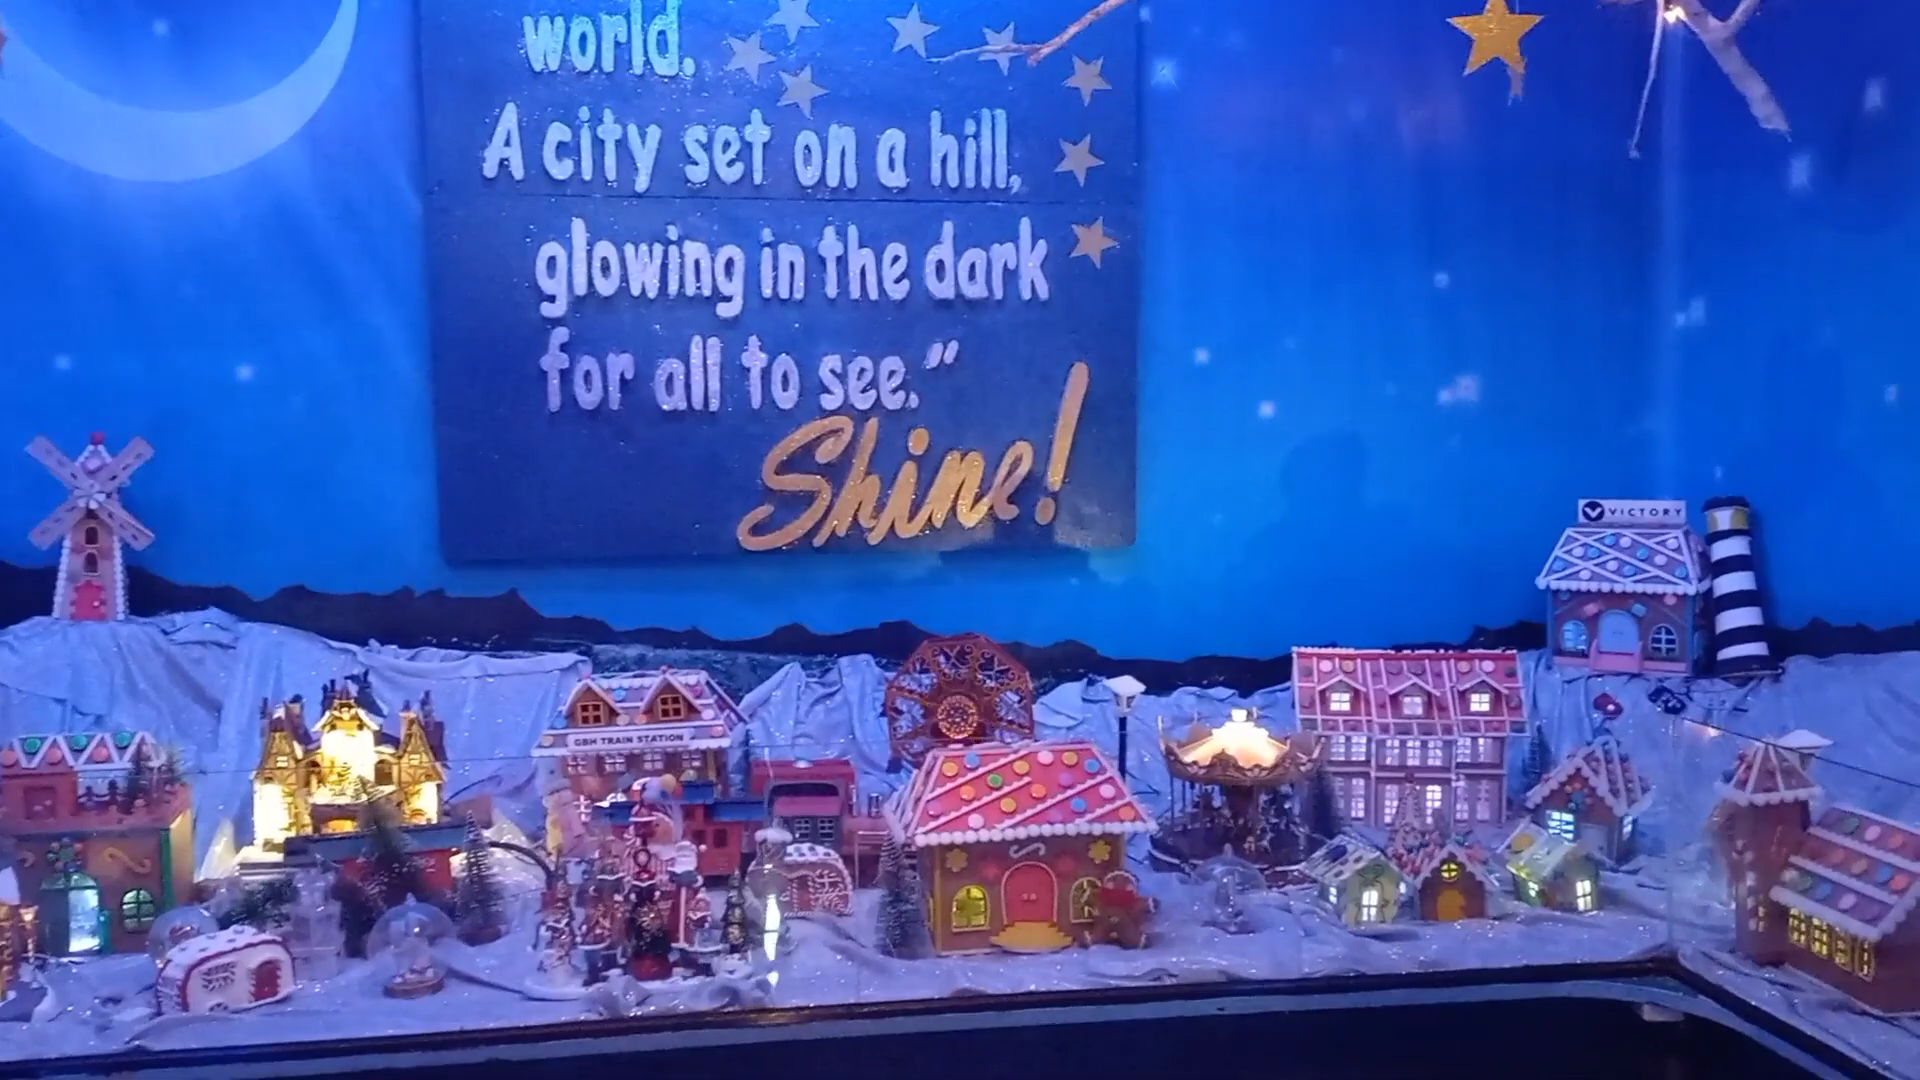 world.
A city set on a hill,
glowing in the dark
for all to see."
Shine!
VICTORY
GBH TRAIN STATION